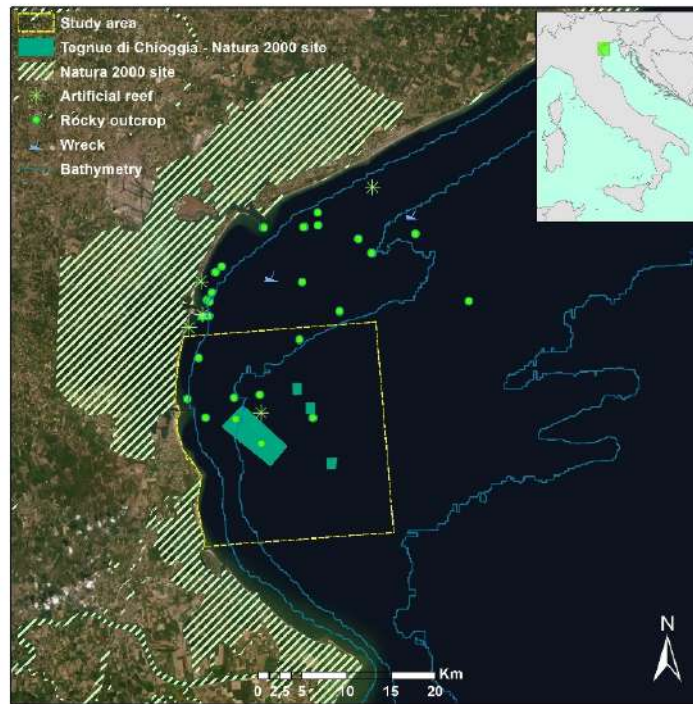 Study area
Tegnue di Chioggia - Natura 2000 site
Natura 2000 site
Artificial reef
Rocky outcrop
Wreck
Bathymetry
N
Km
0 2,5 5 10 15 20